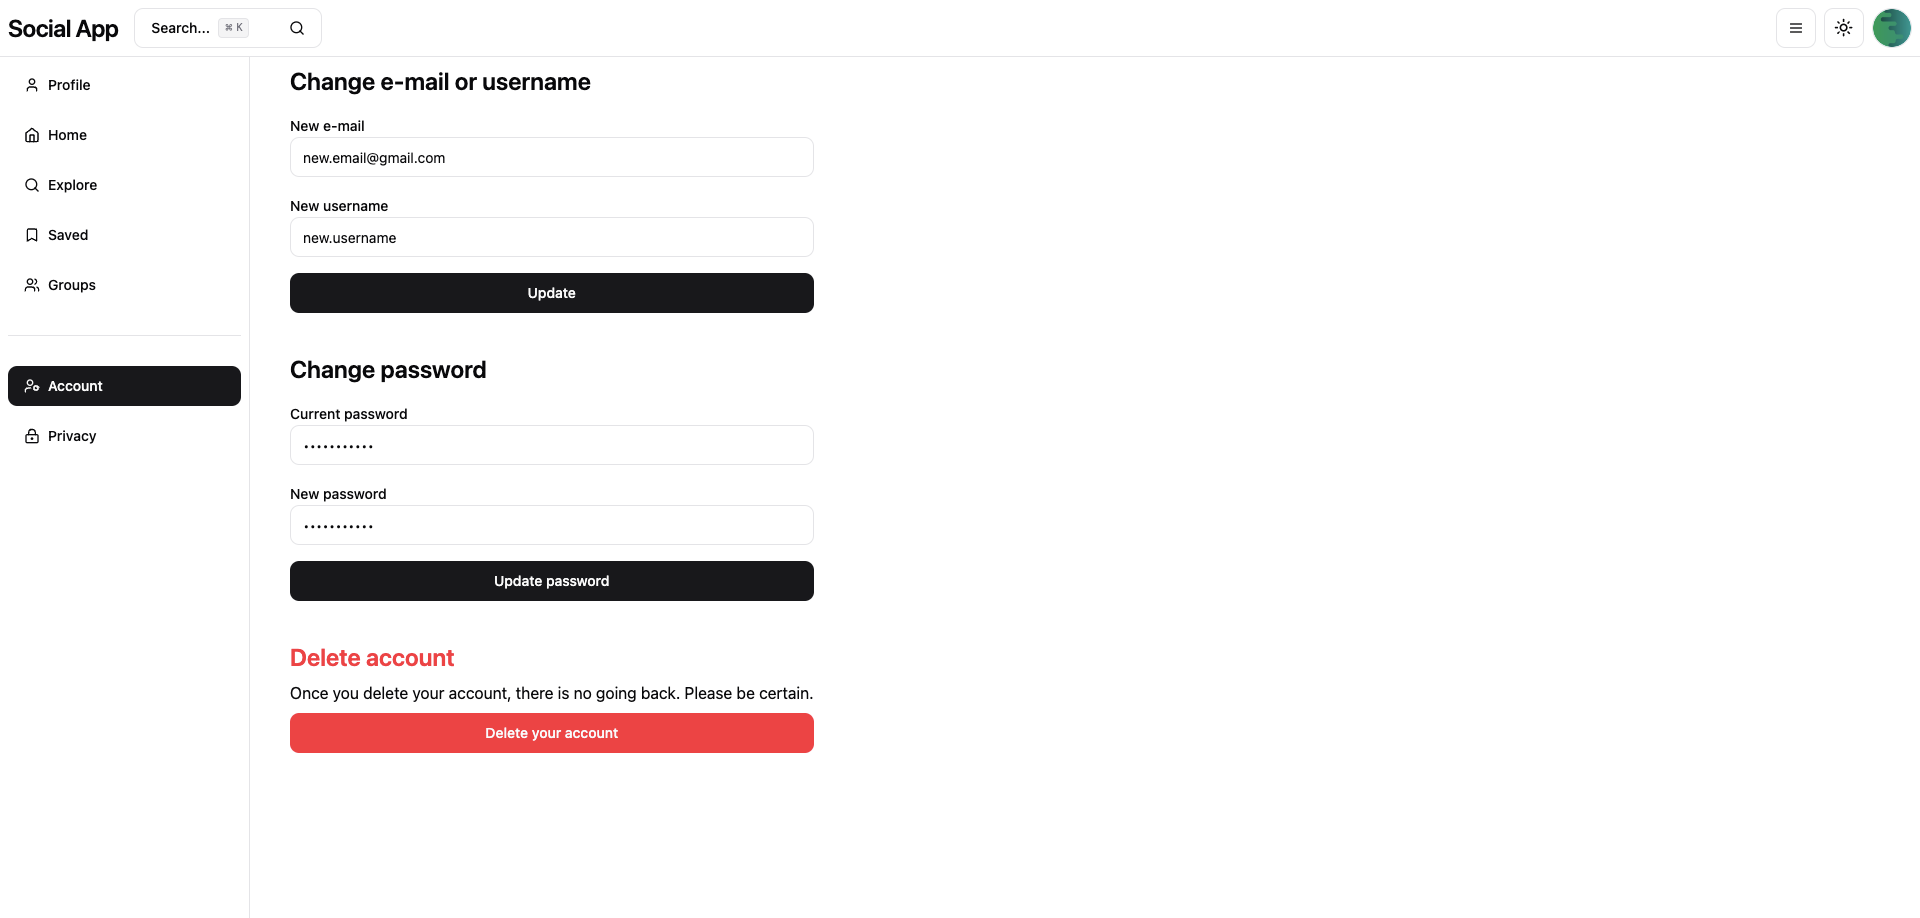 Social App
Search... ⌘ K
Profile
Home
Explore
Saved
Groups
Account
Privacy
Change e-mail or username
New e-mail
new.email@gmail.com
New username
new.username
Update
Change password
Current password
•••••••••••
New password
•••••••••••
Update password
Delete account
Once you delete your account, there is no going back. Please be certain.
Delete your account